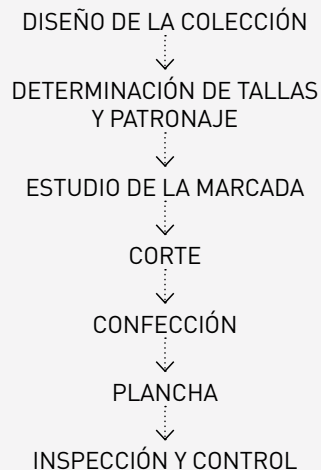 DISEÑO DE LA COLECCIÓN
DETERMINACIÓN DE TALLAS
Y PATRONAJE
ESTUDIO DE LA MARCADA
CORTE
CONFECCIÓN
PLANCHA
INSPECCIÓN Y CONTROL